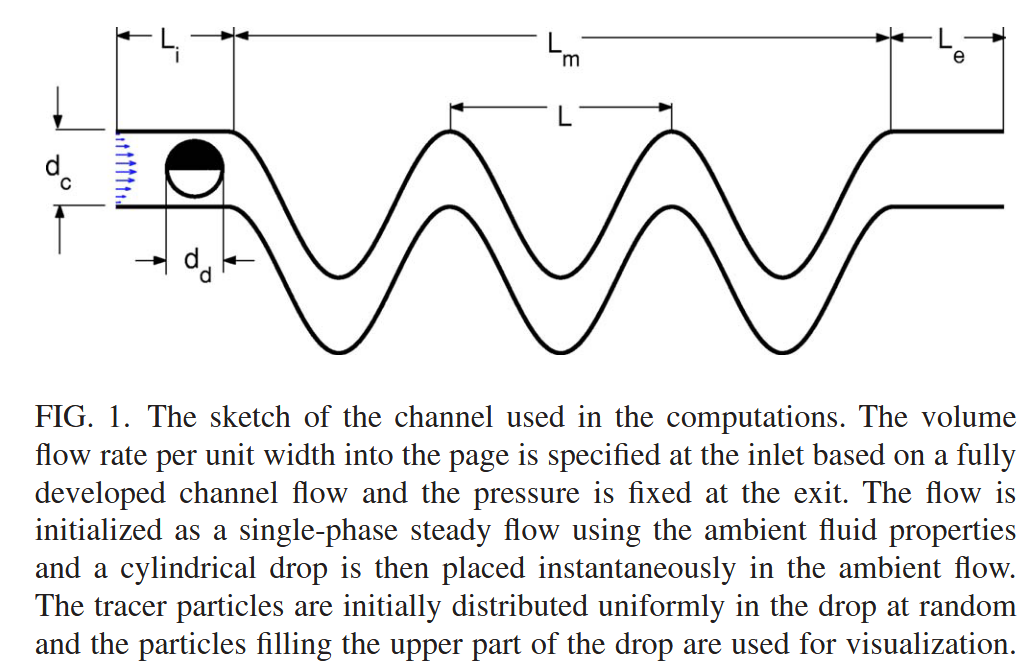 L_i L_m L_e
L
d_c
d_d
FIG. 1. The sketch of the channel used in the computations. The volume
flow rate per unit width into the page is specified at the inlet based on a fully
developed channel flow and the pressure is fixed at the exit. The flow is
initialized as a single-phase steady flow using the ambient fluid properties
and a cylindrical drop is then placed instantaneously in the ambient flow.
The tracer particles are initially distributed uniformly in the drop at random
and the particles filling the upper part of the drop are used for visualization.